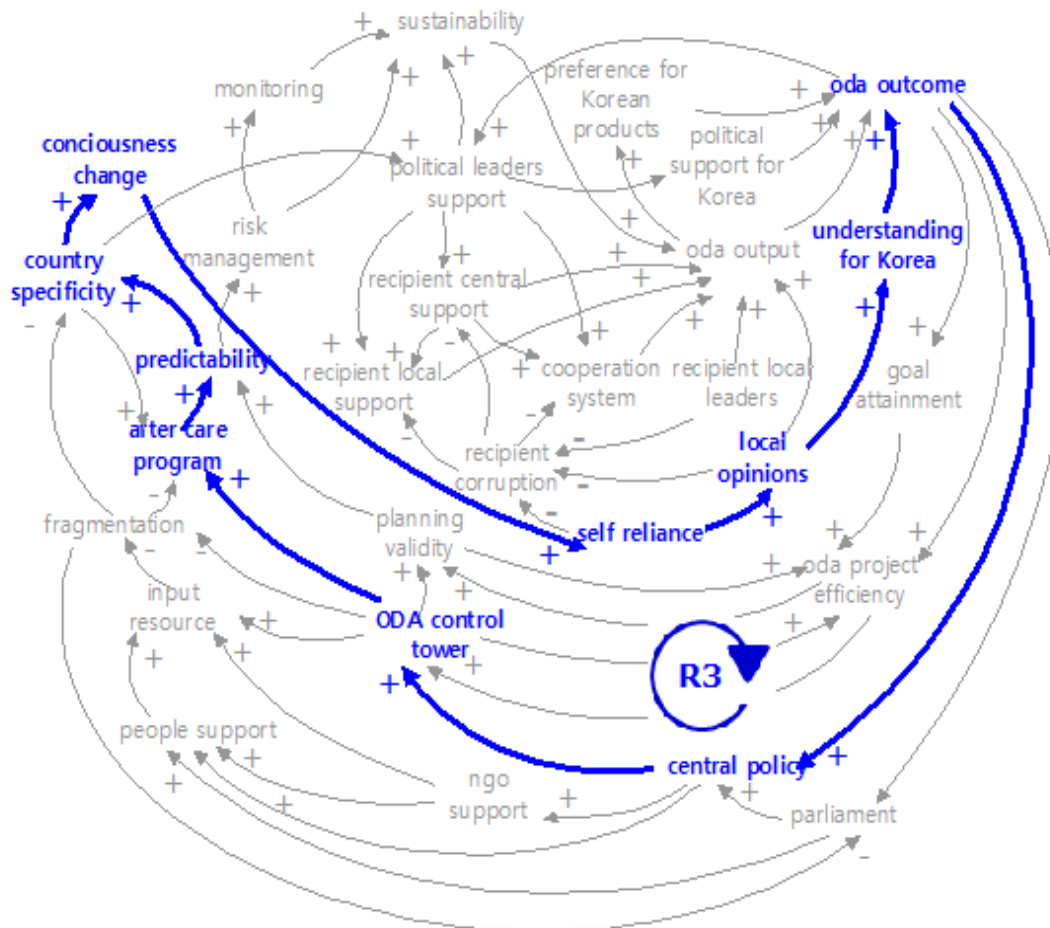 sustainability
monitoring
preference for
Korean
products
oda outcome
conciousness
change
political leaders
support
political
support for
Korea
risk
management
country
specificity
oda output
understanding
for Korea
recipient central
support
predictability
recipient local
support
cooperation
system
recipient local
leaders
goal
attainment
after care
program
recipient
corruption
local
opinions
fragmentation
planning
validity
self reliance
oda project
efficiency
input
resource
ODA control
tower
R3
people support
central policy
ngo
support
parliament